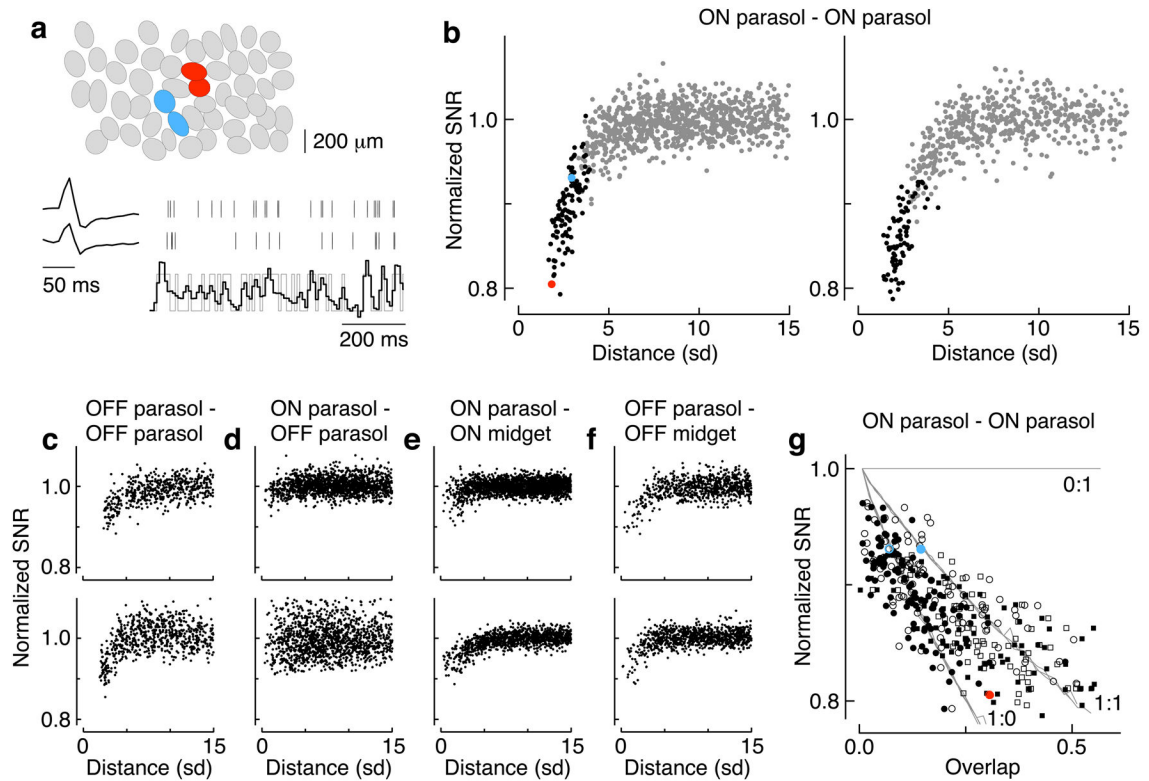 a
200 μm
50 ms
200 ms
b
ON parasol - ON parasol
Normalized SNR
1.0
0.8
0
5
10
15
Distance (sd)
0
5
10
15
Distance (sd)
1.0
0.8
c
OFF parasol -
OFF parasol
d
ON parasol -
OFF parasol
e
ON parasol -
ON midget
f
OFF parasol -
OFF midget
Normalized SNR
1.0
0.8
1.0
0.8
0
15
Distance (sd)
0
15
Distance (sd)
0
15
Distance (sd)
0
15
Distance (sd)
g
ON parasol - ON parasol
Normalized SNR
1.0
0.8
0:1
1:1
1:0
0.0
0.5
Overlap